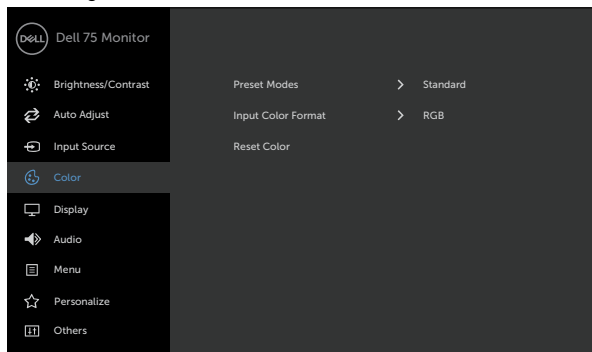 DELL Dell 75 Monitor
Brightness/Contrast Preset Modes > Standard
Auto Adjust Input Color Format > RGB
Input Source Reset Color
Color
Display
Audio
Menu
Personalize
Others